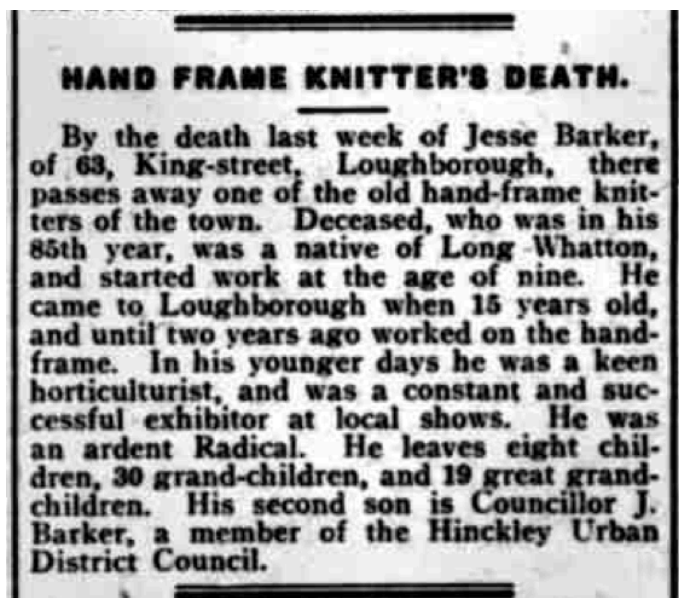 HAND FRAME KNITTER'S DEATH.
By the death last week of Jesse Barker,
of 63, King-street, Loughborough, there
passes away one of the old hand-frame knit-
ters of the town. Deceased, who was in his
85th year, was a native of Long Whatton,
and started work at the age of nine. He
came to Loughborough when 15 years old,
and until two years ago worked on the hand-
frame. In his younger days he was a keen
horticulturist, and was a constant and suc-
cessful exhibitor at local shows. He was
an ardent Radical. He leaves eight chil-
dren, 30 grand-children, and 19 great grand-
children. His second son is Councillor J.
Barker, a member of the Hinckley Urban
District Council.